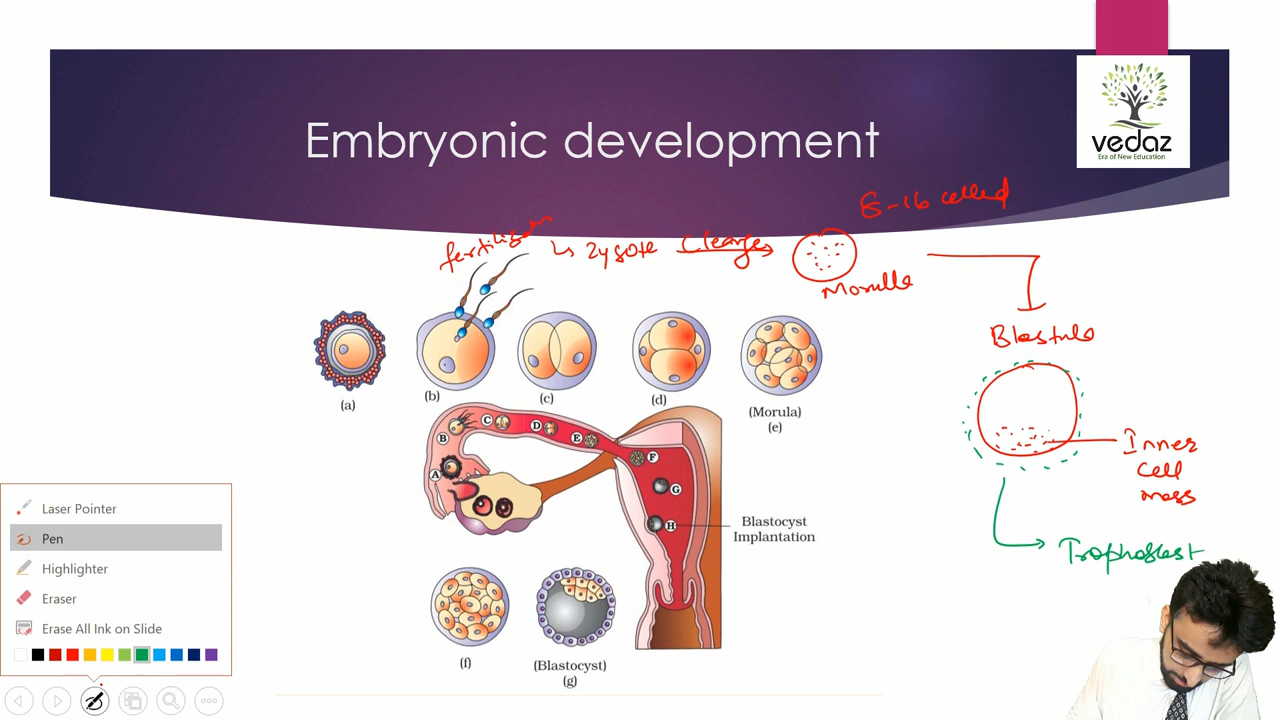 Embryonic development
vedaz
Era of New Education
8-16 celled
fertilization
↳ zygote
Cleavage
Morulla
Blastula
Inner
Cell
mass
Trophoblast
(a)
(b)
(c)
(d)
(Morula)
(e)
A
B
C
D
E
F
G
H
Blastocyst
Implantation
(f)
(Blastocyst)
(g)
Laser Pointer
Pen
Highlighter
Eraser
Erase All Ink on Slide